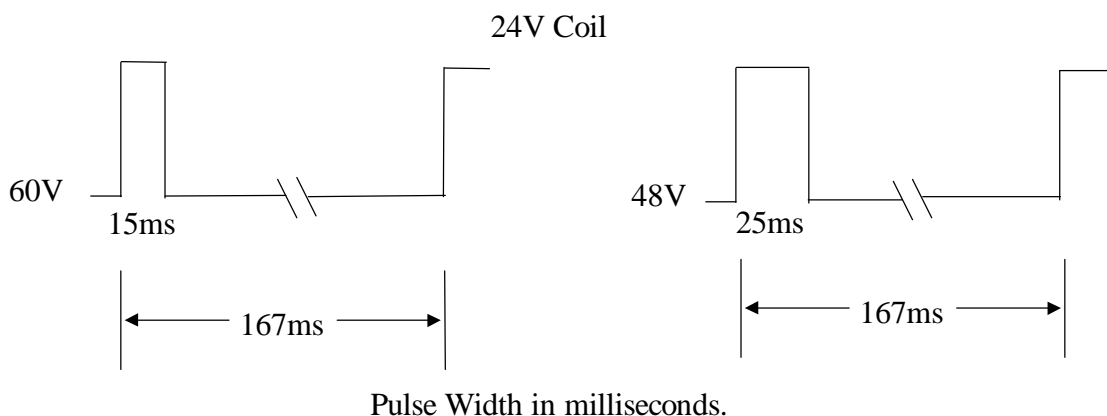 24V Coil
60V
15ms
167ms
48V
25ms
167ms
Pulse Width in milliseconds.